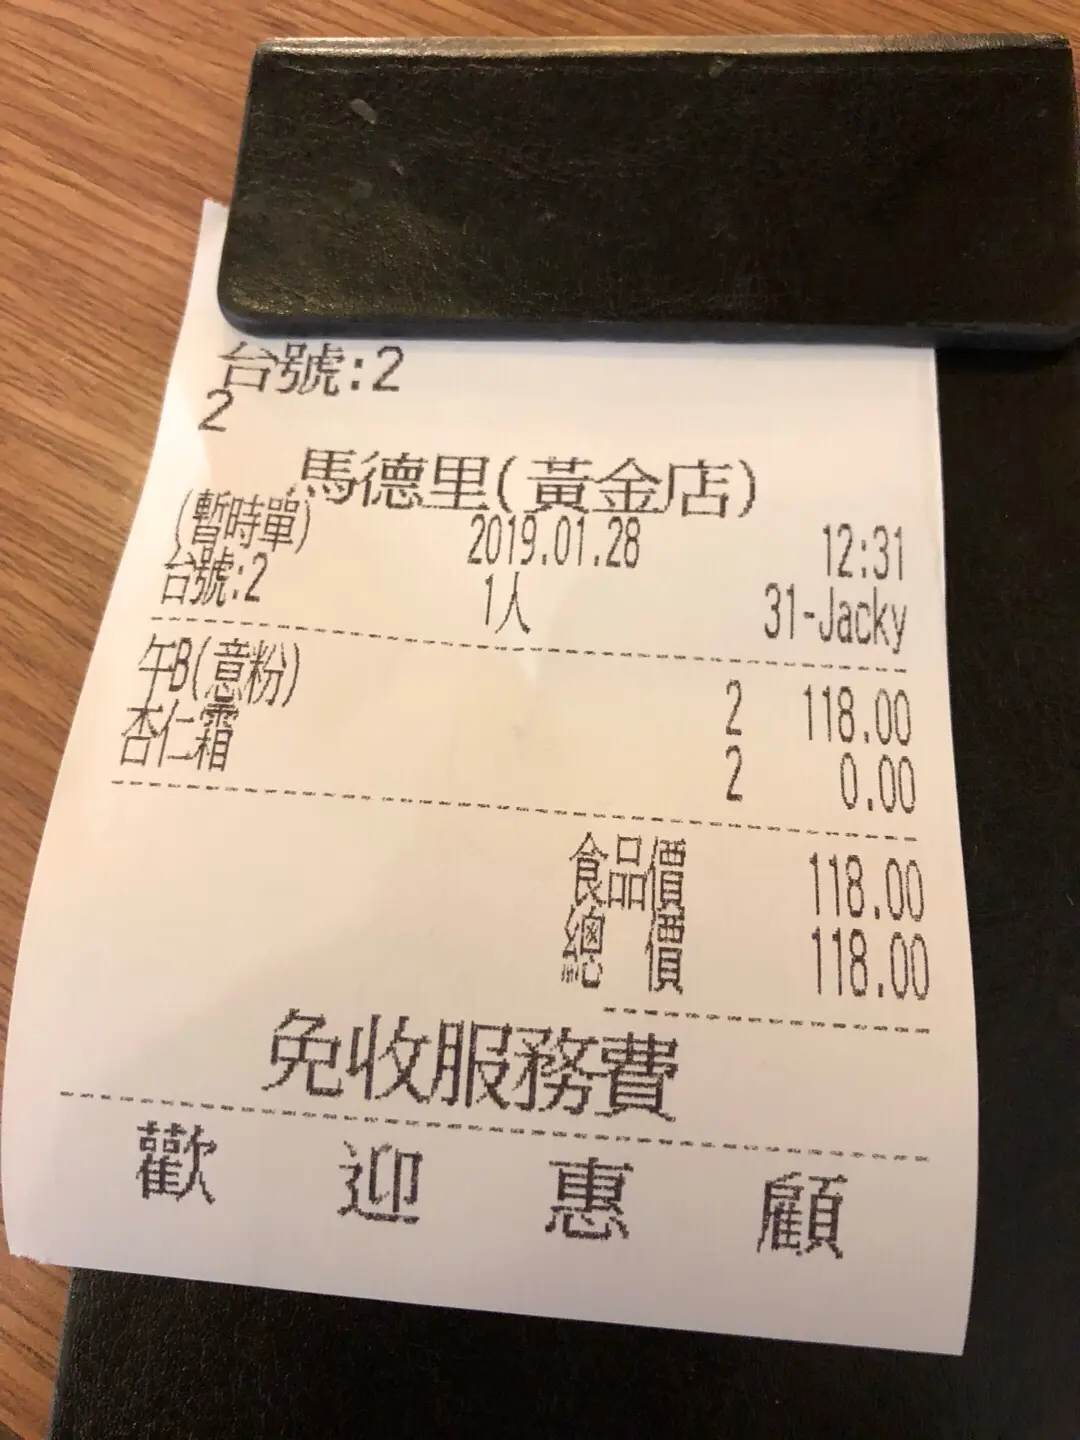 台號:2
2
馬德里(黃金店)
(暫時單) 2019.01.28 12:31
台號:2 1人 31-Jacky
午B(意粉) 2 118.00
杏仁霜 2 0.00
食品價 118.00
總價 118.00
免收服務費
歡迎惠顧